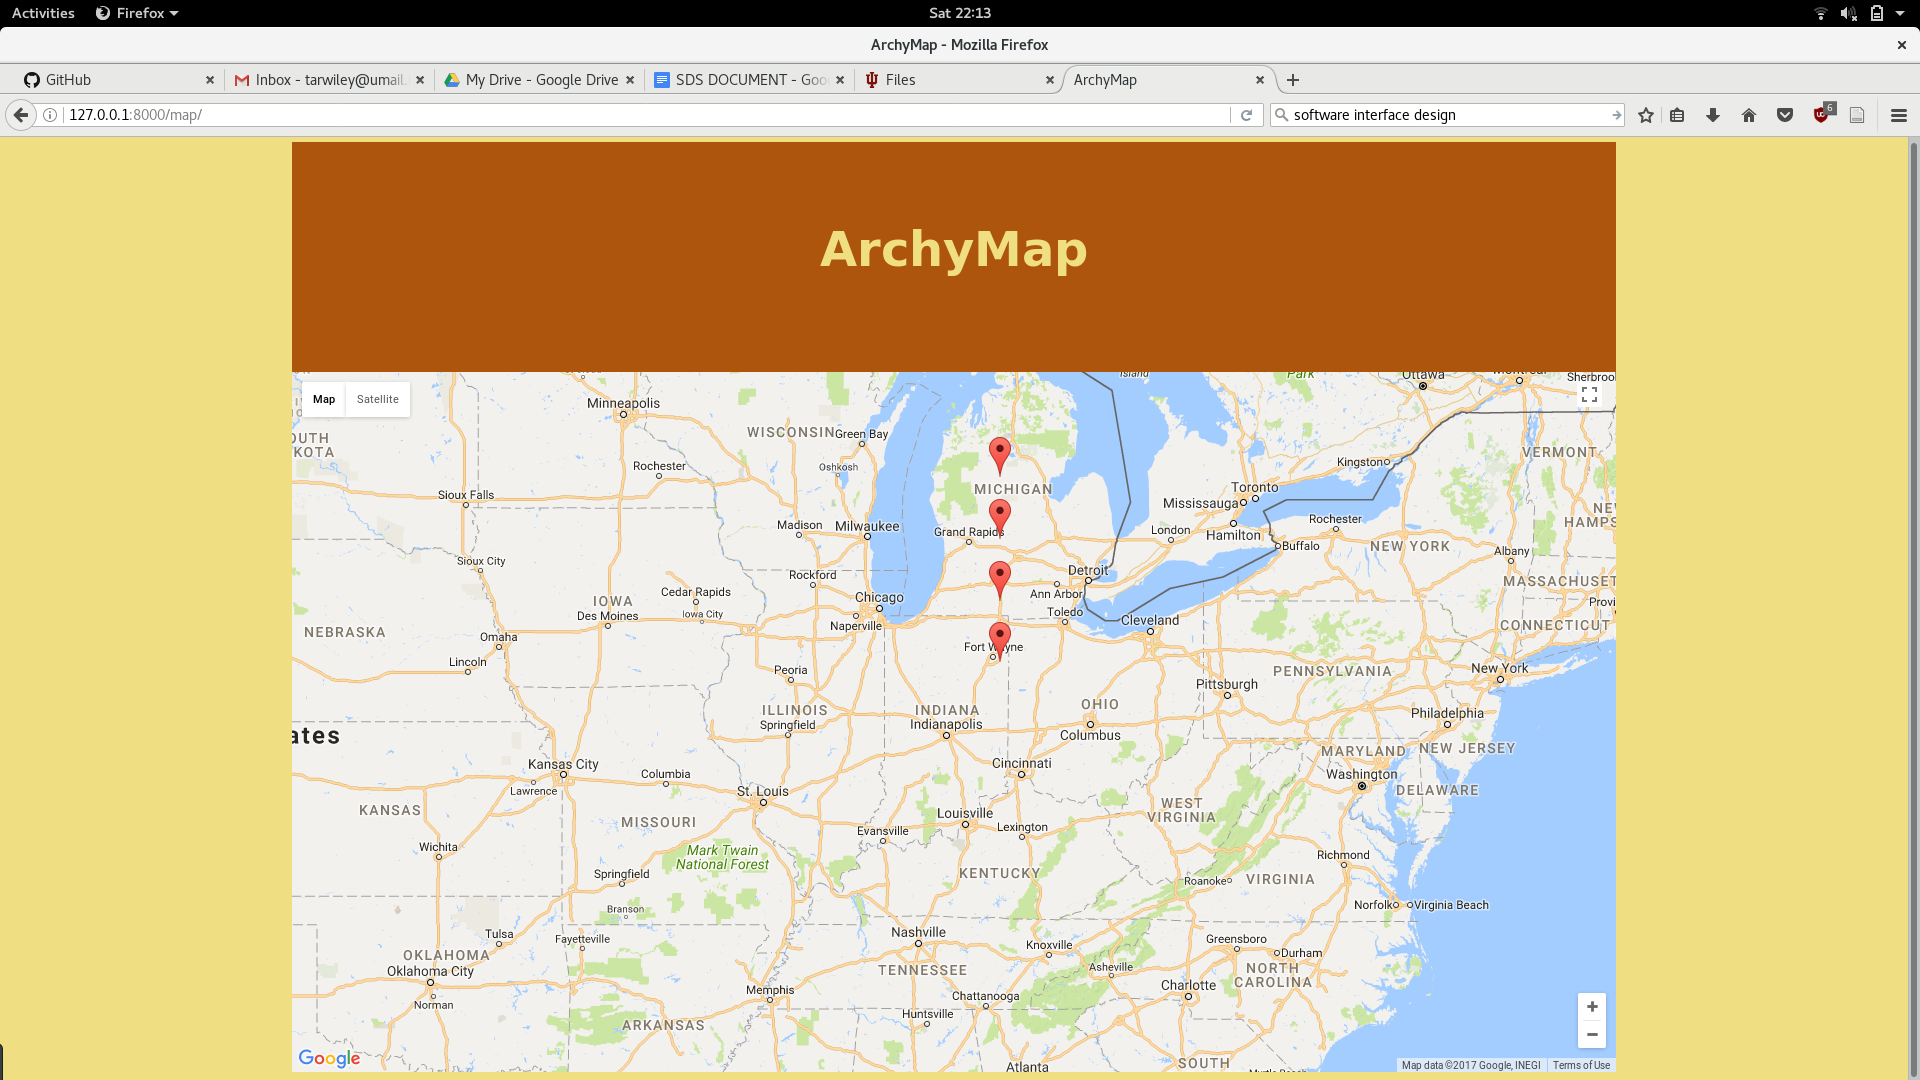 Activities Firefox Sat 22:13
ArchyMap - Mozilla Firefox
GitHub Inbox - tarwiley@umail. My Drive - Google Drive SDS DOCUMENT - Goo Files ArchyMap
127.0.0.1:8000/map/ software interface design 6
ArchyMap
Map Satellite
Island Park Ottawa Montreal Sherbroo
Minneapolis
WISCONSIN Green Bay
OUTH
KOTA
VERMONT
Rochester Oshkosh Kingston
MICHIGAN Toronto
Sioux Falls Mississauga
NEW
HAMPS
Madison Milwaukee Grand Rapids London Hamilton Rochester
Buffalo NEW YORK Albany
Sioux City Rockford Detroit
MASSACHUSET
Cedar Rapids Chicago Ann Arbor
IOWA Iowa City Provi
Des Moines Naperville Toledo Cleveland CONNECTICUT
NEBRASKA Omaha Fort Wayne
Lincoln Peoria PENNSYLVANIA New York
Pittsburgh
ILLINOIS INDIANA OHIO Philadelphia
Springfield Indianapolis Columbus
ates
MARYLAND NEW JERSEY
Kansas City Columbia Cincinnati Washington
Lawrence St. Louis DELAWARE
KANSAS MISSOURI Louisville WEST
VIRGINIA
Evansville Lexington
Wichita Mark Twain
National Forest
Richmond
Springfield KENTUCKY Roanoke VIRGINIA
Branson Norfolk Virginia Beach
Tulsa Fayetteville Nashville Knoxville Greensboro
Durham
OKLAHOMA
Oklahoma City TENNESSEE Asheville NORTH
CAROLINA
Norman Memphis Chattanooga Charlotte
Huntsville
ARKANSAS
+
−
Google Atlanta SOUTH
Myrtle Beach
Map data ©2017 Google, INEGI Terms of Use